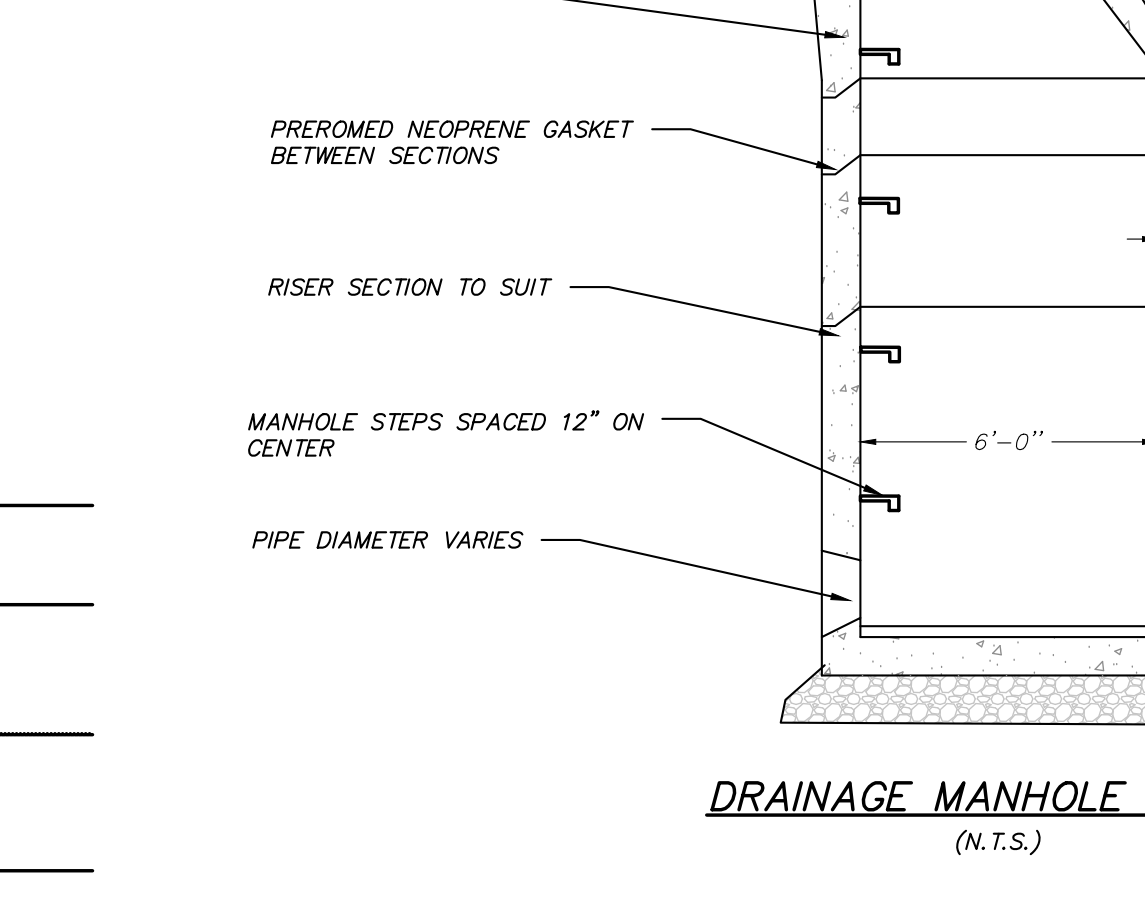 PREROMED NEOPRENE GASKET
BETWEEN SECTIONS
RISER SECTION TO SUIT
MANHOLE STEPS SPACED 12" ON
CENTER
6'-0"
PIPE DIAMETER VARIES
DRAINAGE MANHOLE
(N.T.S.)